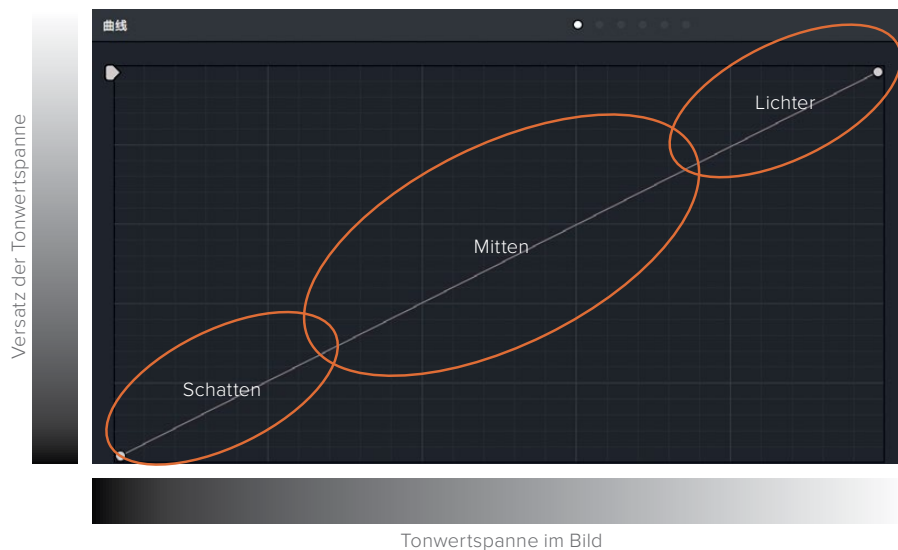 曲线
Lichter
Versatz der Tonwertspanne
Mitten
Schatten
Tonwertspanne im Bild